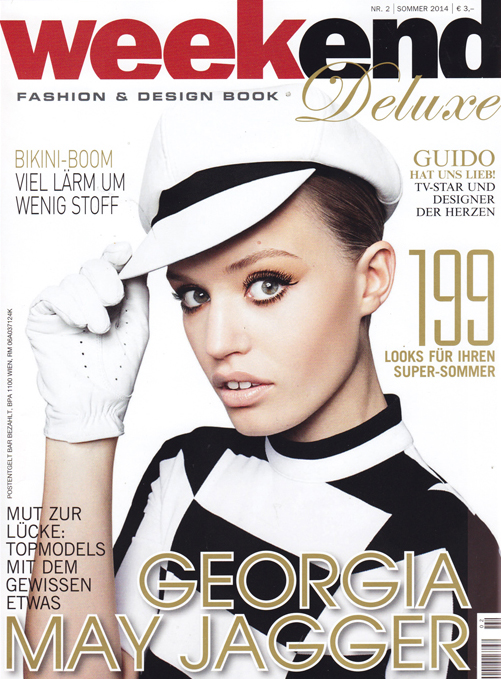 NR. 2 | SOMMER 2014 | € 3,–
weekend
FASHION & DESIGN BOOK
Deluxe
BIKINI-BOOM
VIEL LÄRM UM
WENIG STOFF
GUIDO
HAT UNS LIEB!
TV-STAR UND
DESIGNER
DER HERZEN
199
LOOKS FÜR IHREN
SUPER-SOMMER
POSTENTGELT BAR BEZAHLT, BPA 1100 WIEN, RM 06A037124K
MUT ZUR
LÜCKE:
TOPMODELS
MIT DEM
GEWISSEN
ETWAS
GEORGIA
MAY JAGGER
02